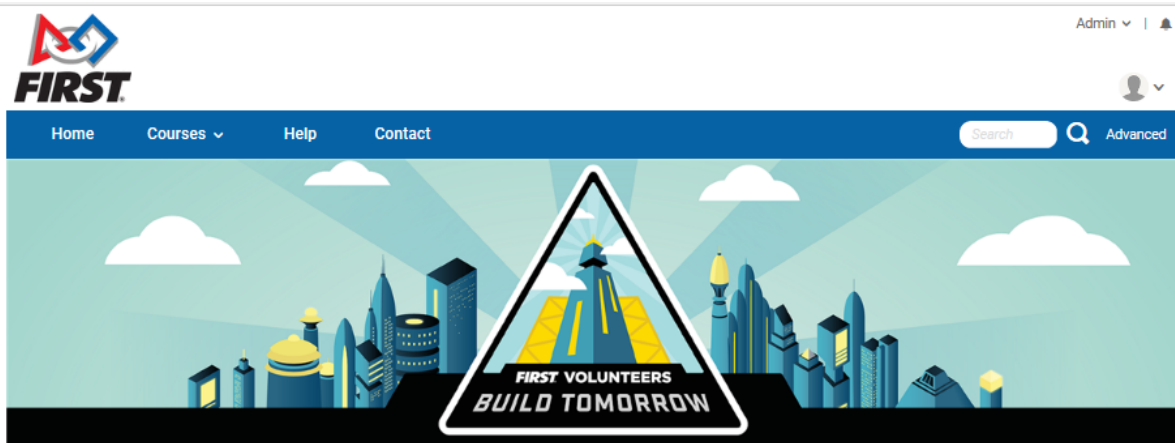 Admin |
FIRST
Home Courses Help Contact Search Advanced
FIRST VOLUNTEERS
BUILD TOMORROW